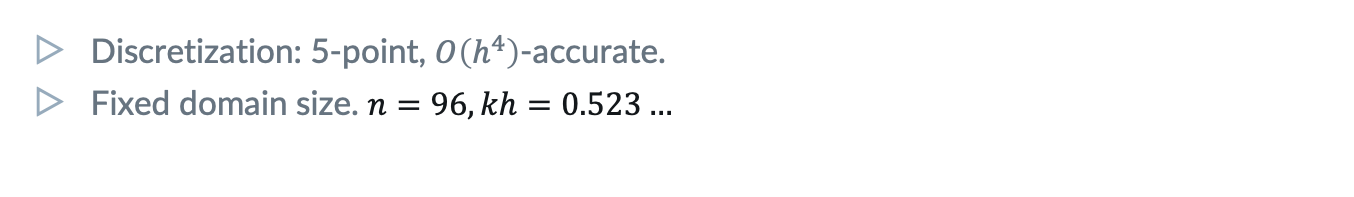 ▷ Discretization: 5-point, O(h⁴)-accurate.
▷ Fixed domain size. n = 96, kh = 0.523 ...